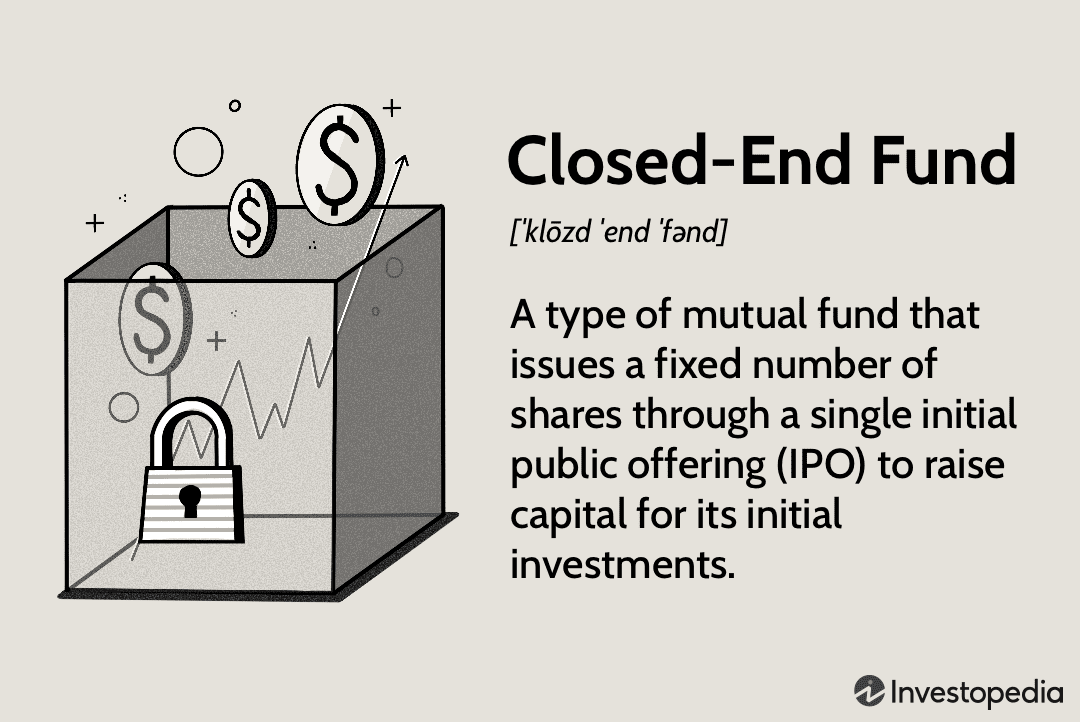 Closed-End Fund
[ˈklōzd ˈend ˈfənd]
A type of mutual fund that
issues a fixed number of
shares through a single initial
public offering (IPO) to raise
capital for its initial
investments.
$
$
$
Investopedia